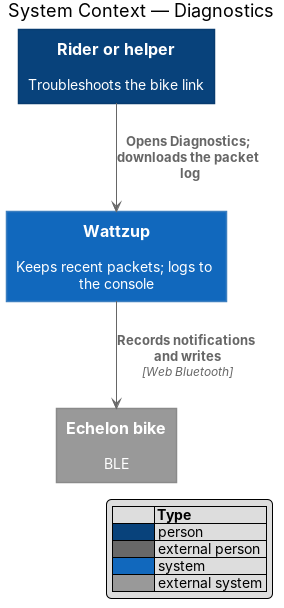 System Context — Diagnostics
Rider or helper
Troubleshoots the bike link
Opens Diagnostics;
downloads the packet
log
Wattzup
Keeps recent packets; logs to
the console
Records notifications
and writes
[Web Bluetooth]
Echelon bike
BLE
Type
person
external person
system
external system